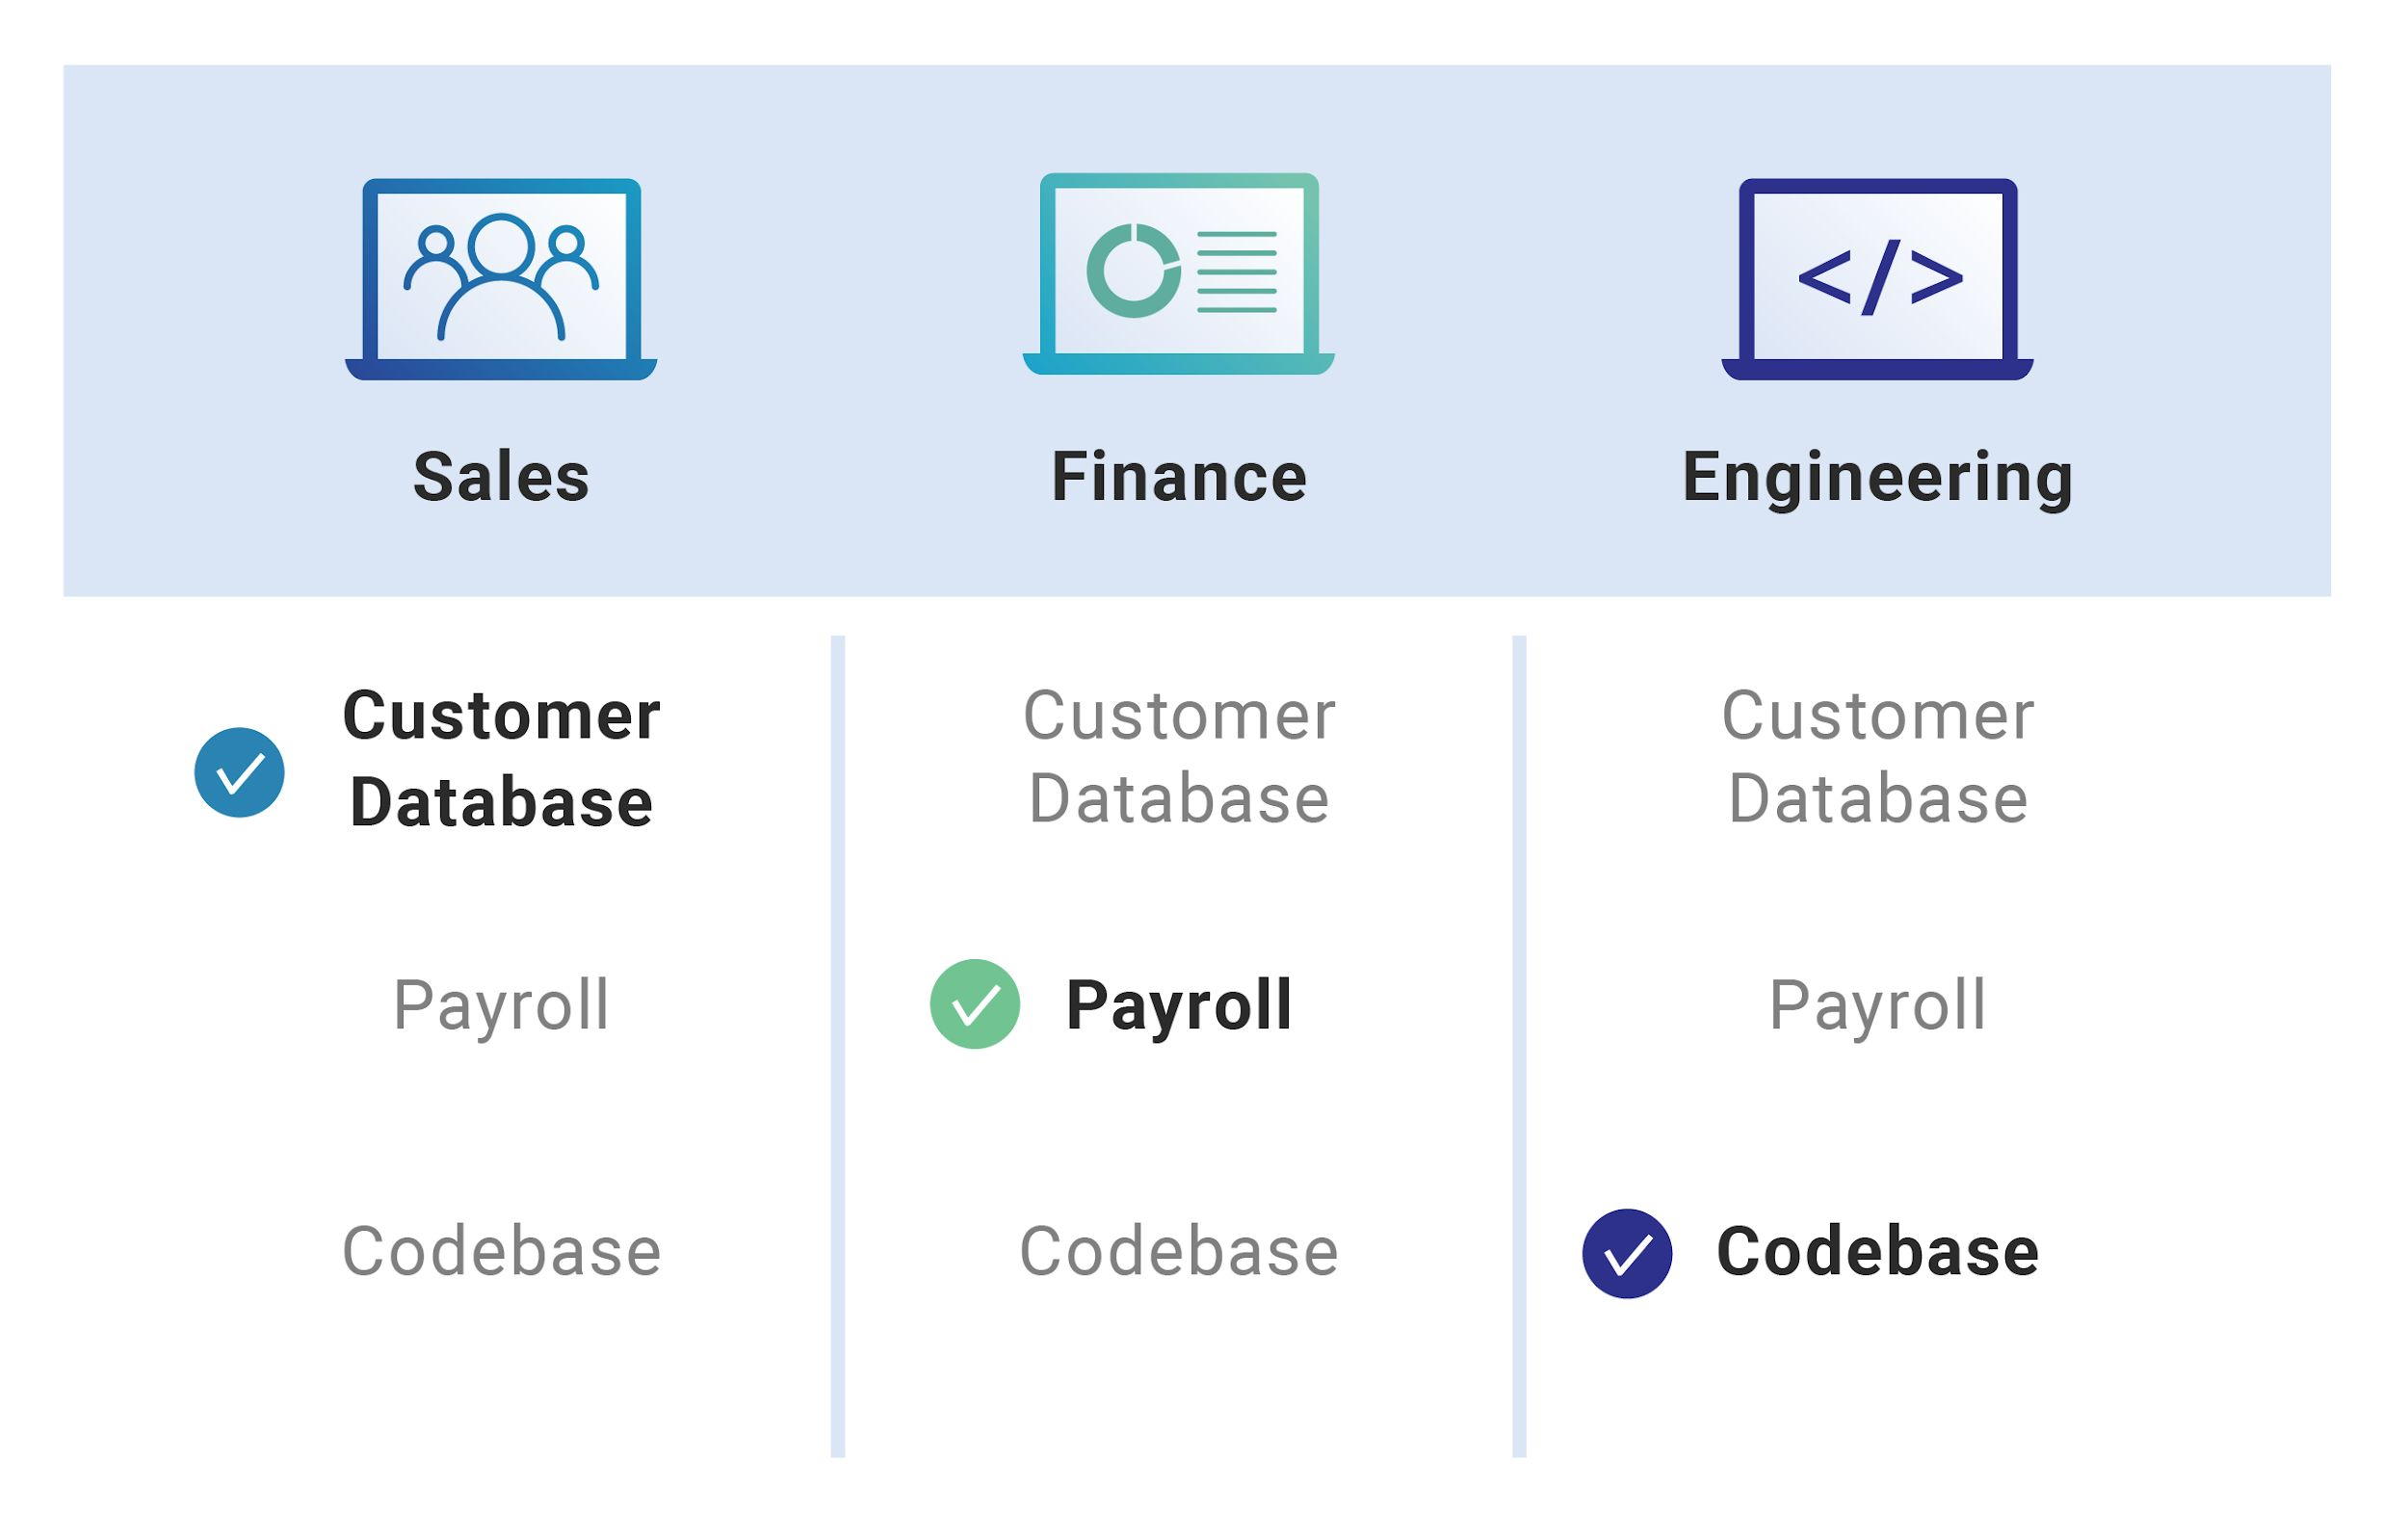 Sales
Finance
Engineering
Customer
Database
Customer
Database
Customer
Database
Payroll
Payroll
Payroll
Codebase
Codebase
Codebase